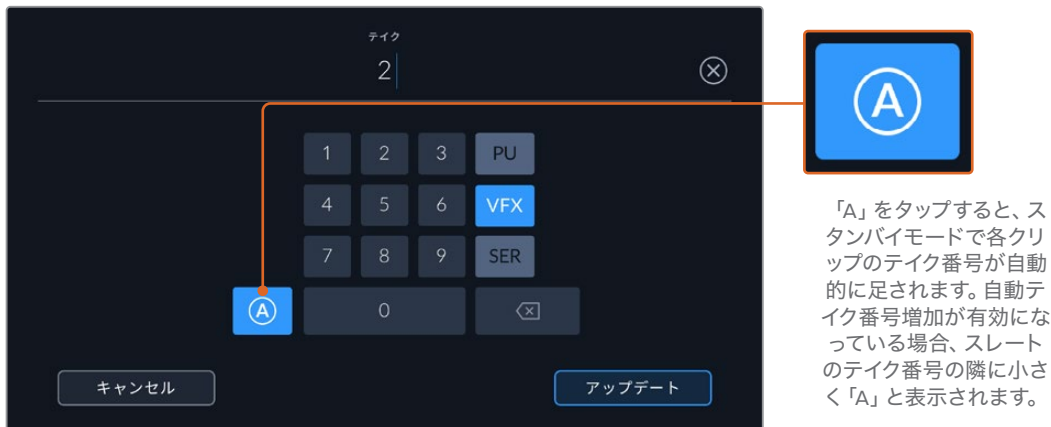 テイク
2
1 2 3 PU
4 5 6 VFX
7 8 9 SER
A 0
キャンセル アップデート
A
「A」をタップすると、ス
タンバイモードで各クリ
ップのテイク番号が自動
的に足されます。自動テ
イク番号増加が有効にな
っている場合、スレート
のテイク番号の隣に小さ
く「A」と表示されます。